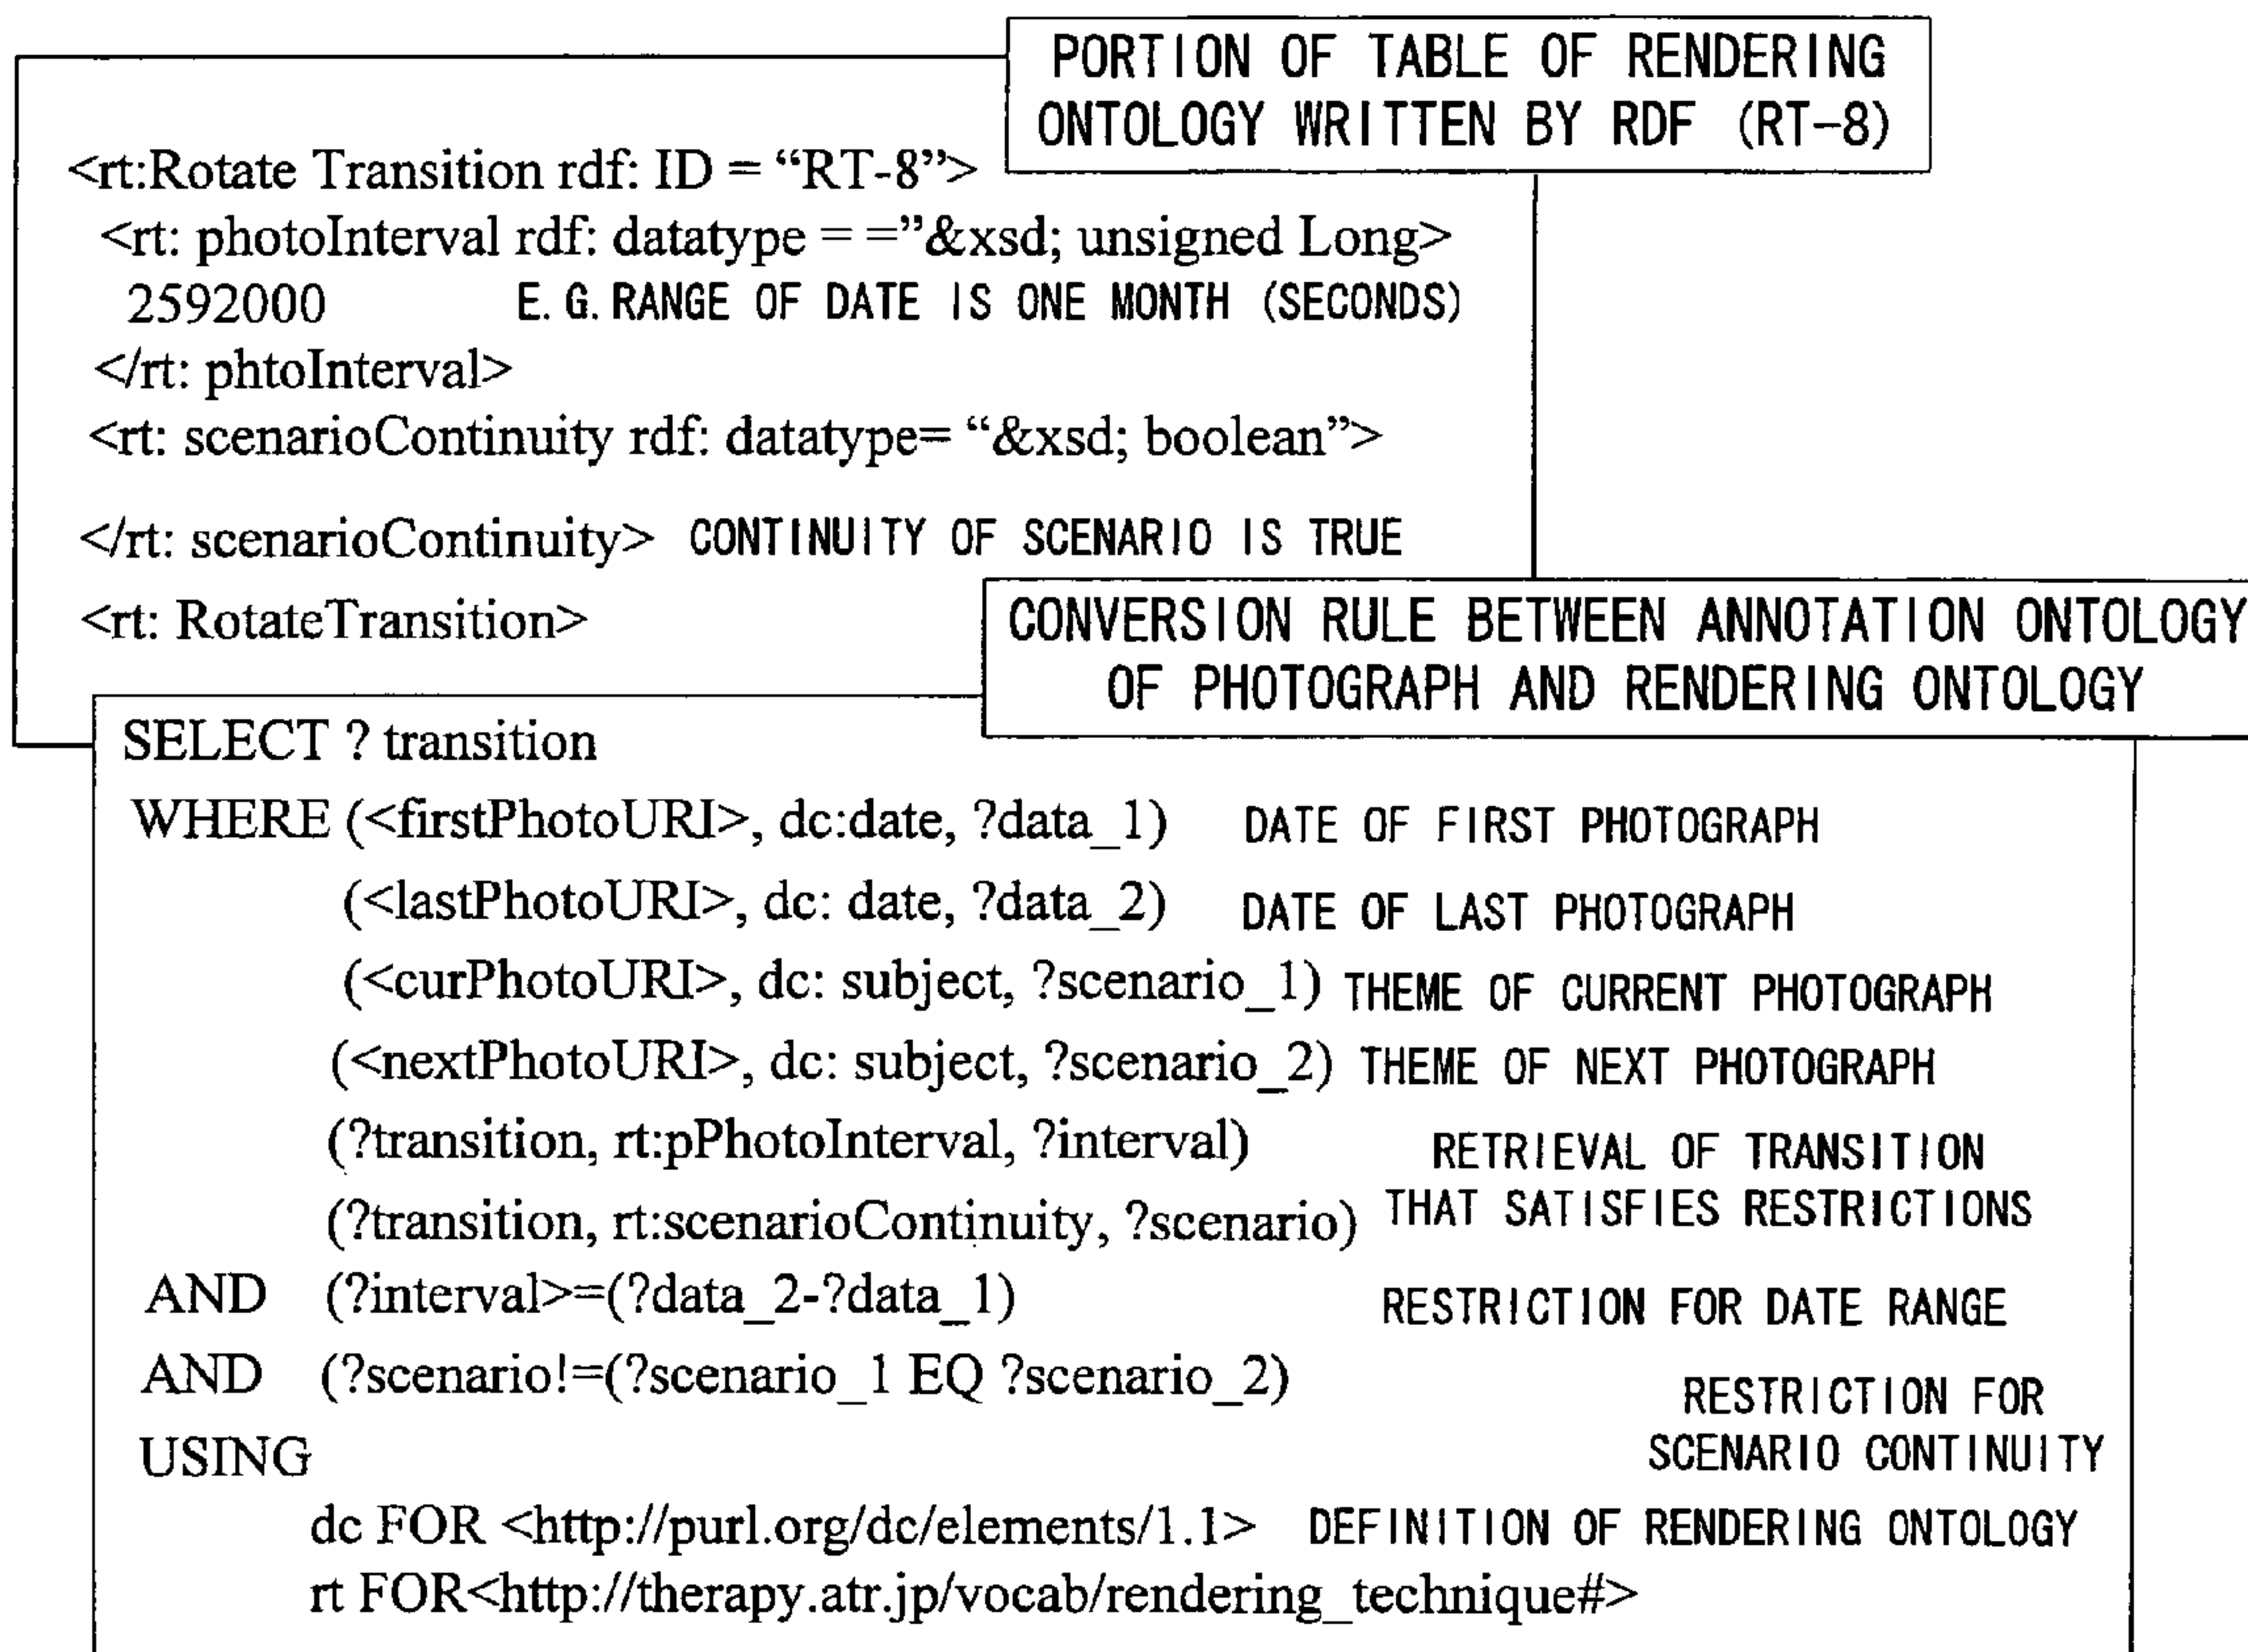 PORTION OF TABLE OF RENDERING
ONTOLOGY WRITTEN BY RDF (RT-8)
<rt:Rotate Transition rdf: ID = “RT-8”>
<rt: photoInterval rdf: datatype = =”&xsd; unsigned Long>
2592000 E.G. RANGE OF DATE IS ONE MONTH (SECONDS)
</rt: phtoInterval>
<rt: scenarioContinuity rdf: datatype= “&xsd; boolean”>
</rt: scenarioContinuity> CONTINUITY OF SCENARIO IS TRUE
<rt: RotateTransition>
CONVERSION RULE BETWEEN ANNOTATION ONTOLOGY
OF PHOTOGRAPH AND RENDERING ONTOLOGY
SELECT ? transition
WHERE (<firstPhotoURI>, dc:date, ?data_1) DATE OF FIRST PHOTOGRAPH
(<lastPhotoURI>, dc: date, ?data_2) DATE OF LAST PHOTOGRAPH
(<curPhotoURI>, dc: subject, ?scenario_1) THEME OF CURRENT PHOTOGRAPH
(<nextPhotoURI>, dc: subject, ?scenario_2) THEME OF NEXT PHOTOGRAPH
(?transition, rt:pPhotoInterval, ?interval) RETRIEVAL OF TRANSITION
(?transition, rt:scenarioContinuity, ?scenario) THAT SATISFIES RESTRICTIONS
AND (?interval>=(?data_2-?data_1) RESTRICTION FOR DATE RANGE
AND (?scenario!=(?scenario_1 EQ ?scenario_2) RESTRICTION FOR
USING SCENARIO CONTINUITY
dc FOR <http://purl.org/dc/elements/1.1> DEFINITION OF RENDERING ONTOLOGY
rt FOR<http://therapy.atr.jp/vocab/rendering_technique#>